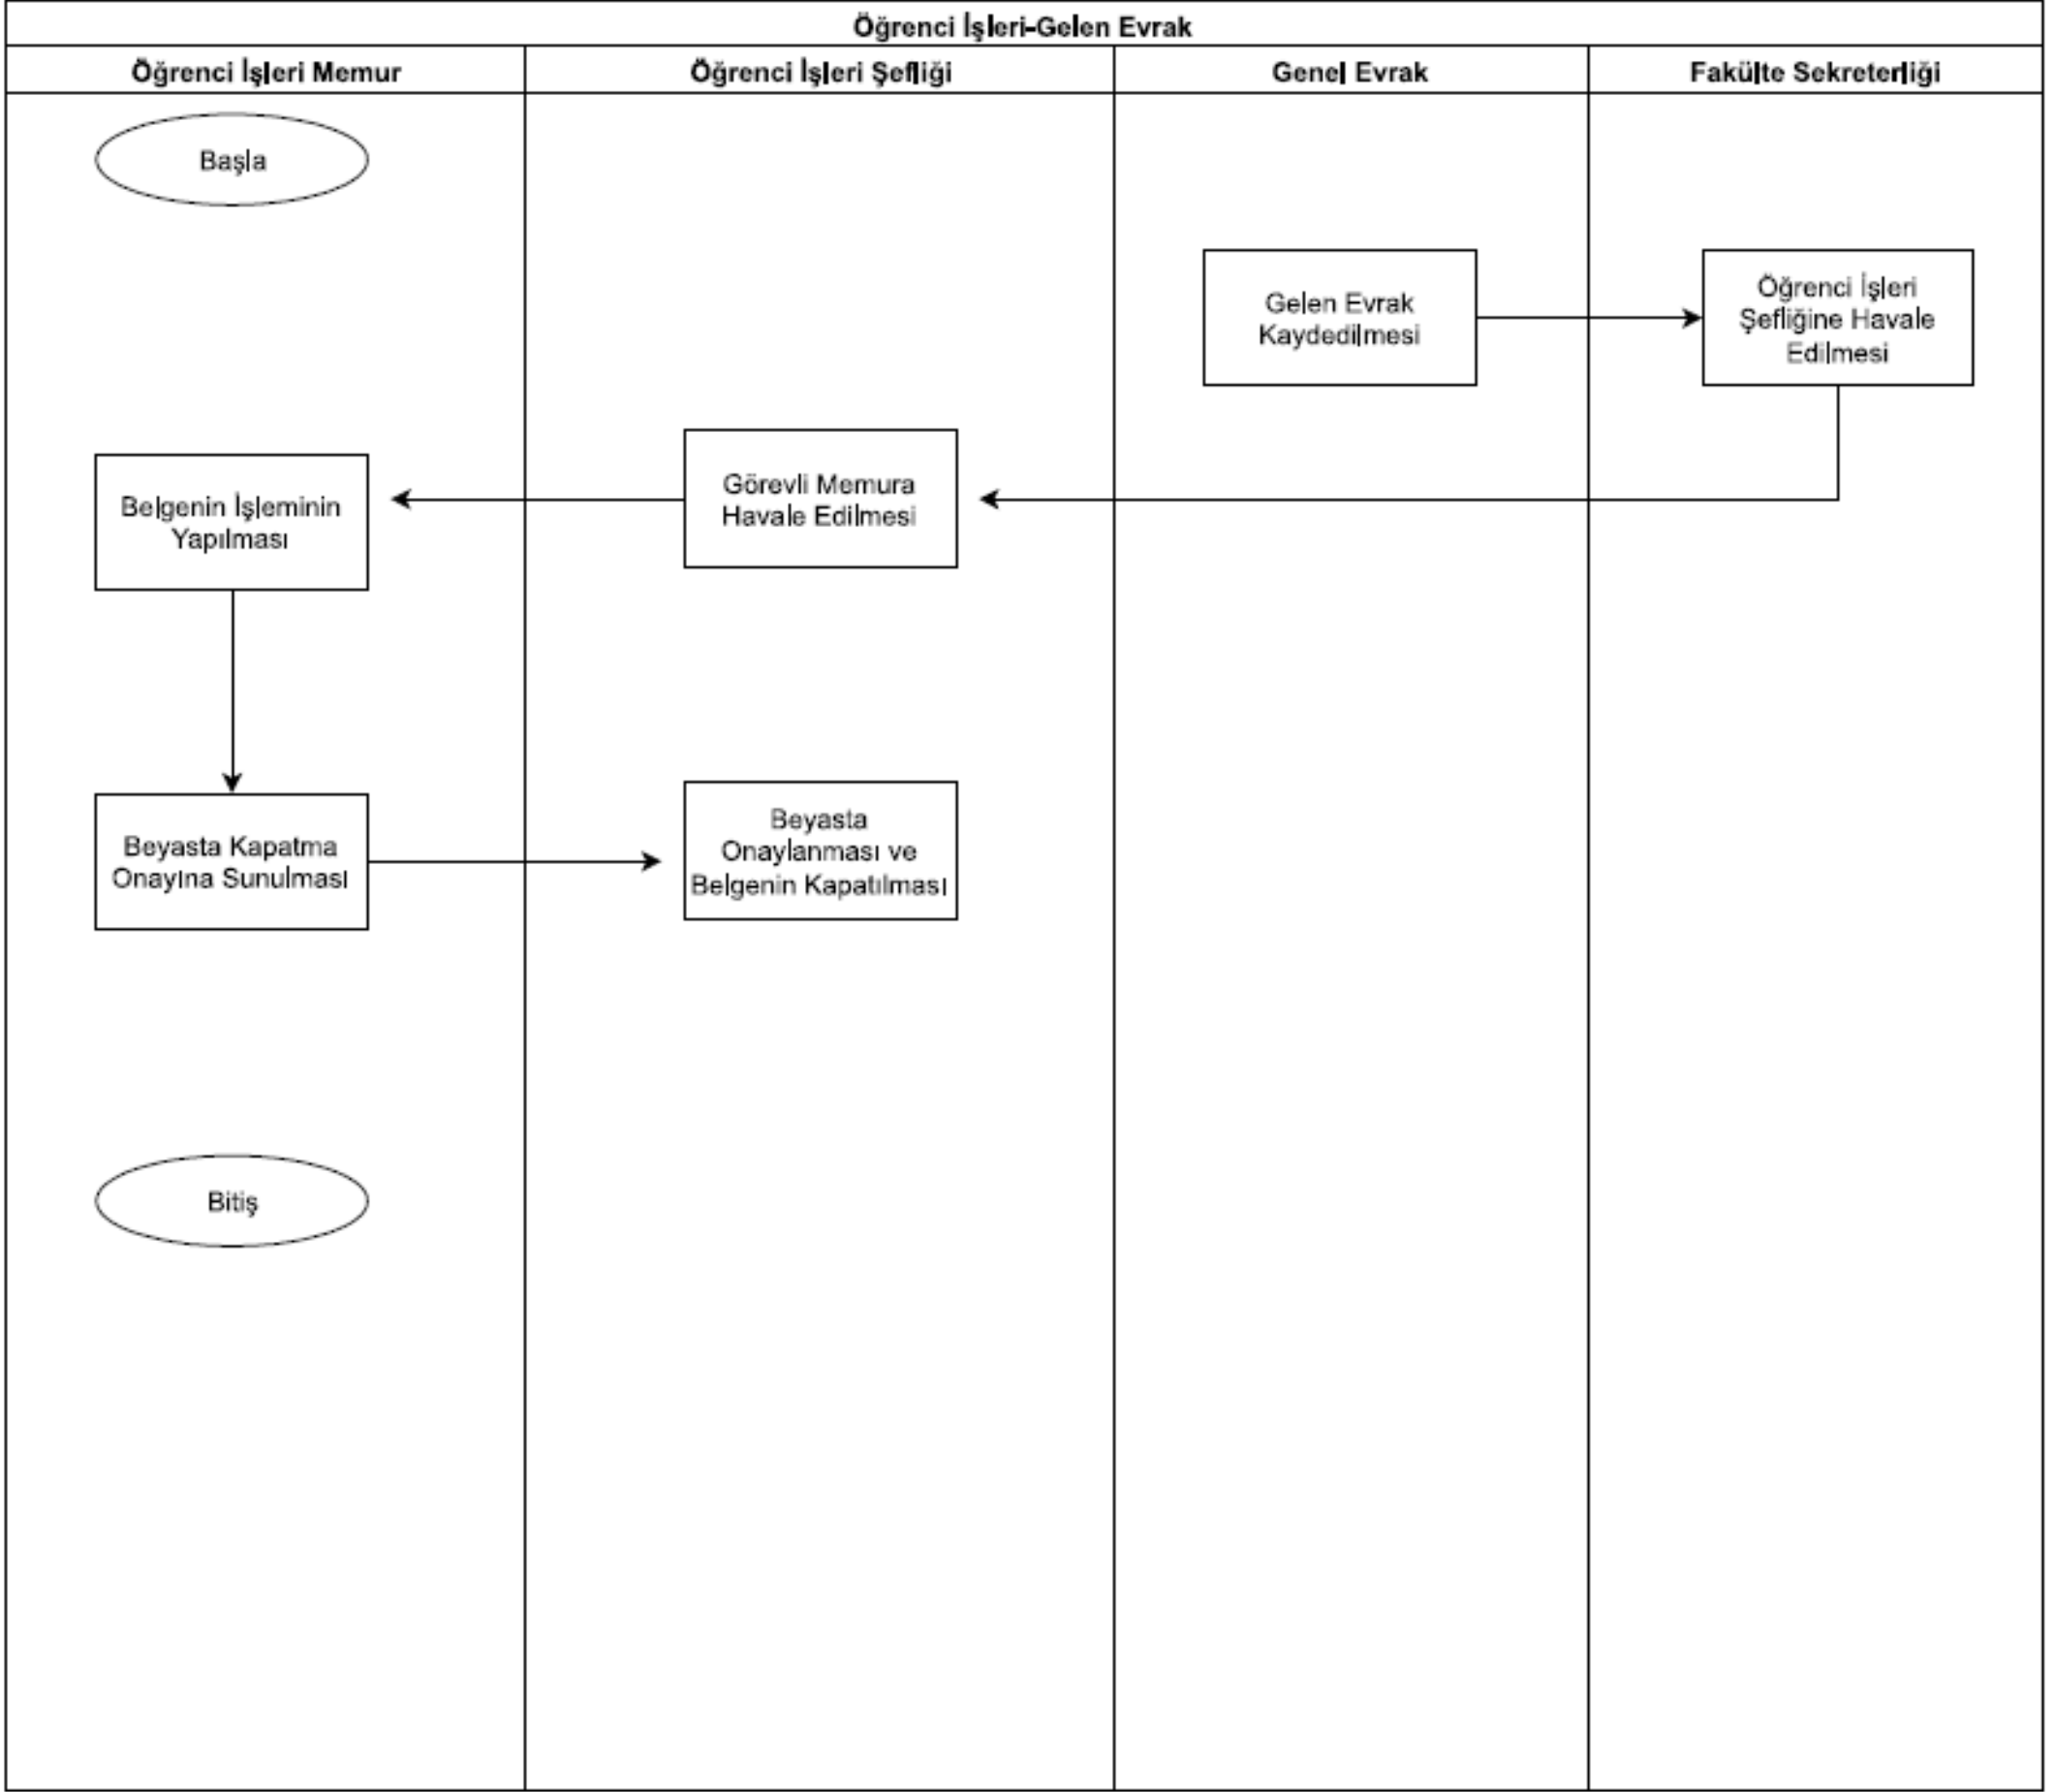 Öğrenci İşleri-Gelen Evrak
Öğrenci İşleri Memur
Öğrenci İşleri Şefliği
Genel Evrak
Fakülte Sekreterliği
Başla
Gelen Evrak
Kaydedilmesi
Öğrenci İşleri
Şefliğine Havale
Edilmesi
Görevli Memura
Havale Edilmesi
Belgenin İşleminin
Yapılması
Beyasta Kapatma
Onayına Sunulması
Beyasta
Onaylanması ve
Belgenin Kapatılması
Bitiş